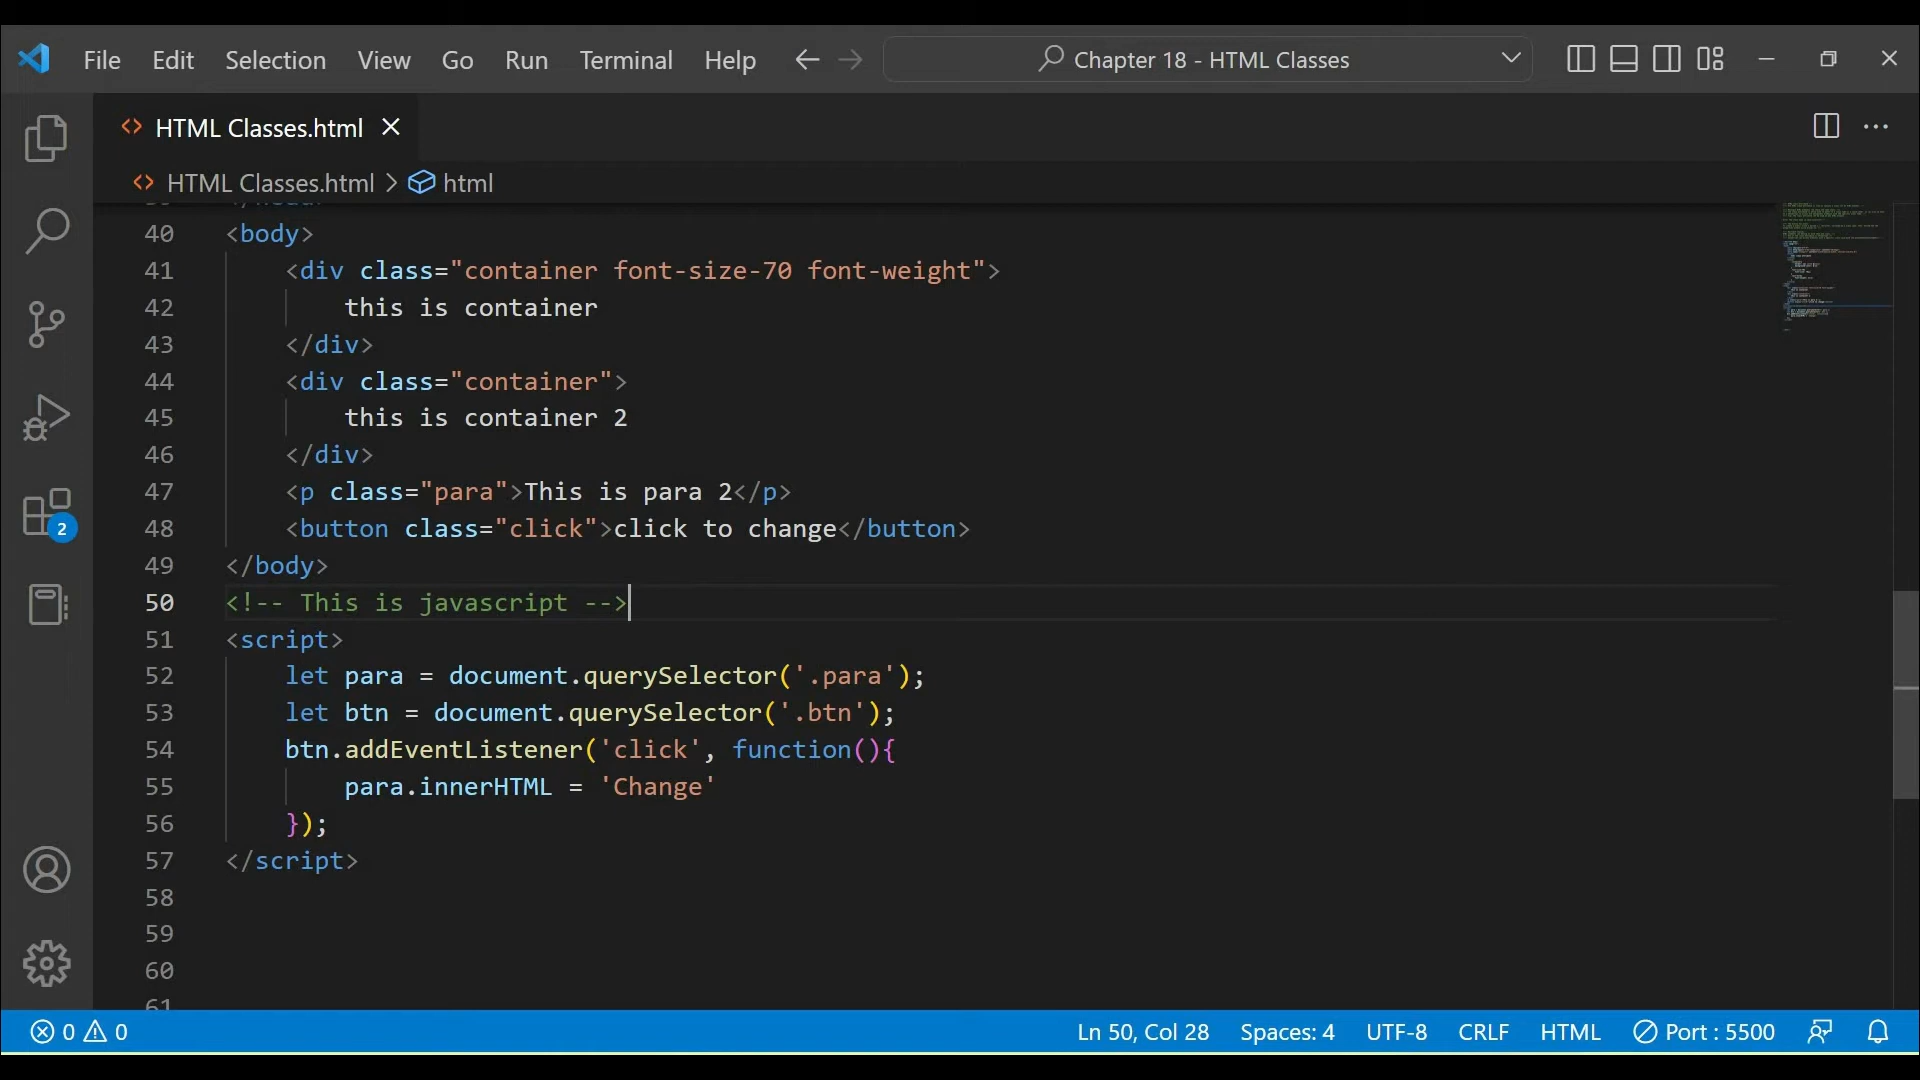 File Edit Selection View Go Run Terminal Help Chapter 18 - HTML Classes
HTML Classes.html
HTML Classes.html > html
40 <body>
41 <div class="container font-size-70 font-weight">
42 this is container
43 </div>
44 <div class="container">
45 this is container 2
46 </div>
47 <p class="para">This is para 2</p>
48 <button class="click">click to change</button>
49 </body>
50 <!-- This is javascript -->
51 <script>
52 let para = document.querySelector('.para');
53 let btn = document.querySelector('.btn');
54 btn.addEventListener('click', function(){
55 para.innerHTML = 'Change'
56 });
57 </script>
58
59
60
61
2
0 0 Ln 50, Col 28 Spaces: 4 UTF-8 CRLF HTML Port : 5500